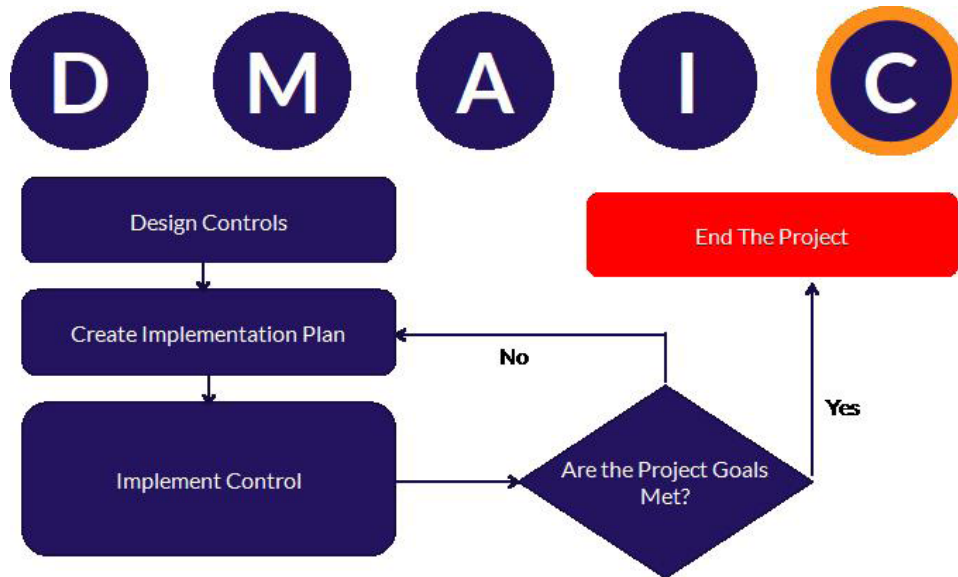 D M A I C
Design Controls
End The Project
Create Implementation Plan
No
Yes
Implement Control
Are the Project Goals
Met?